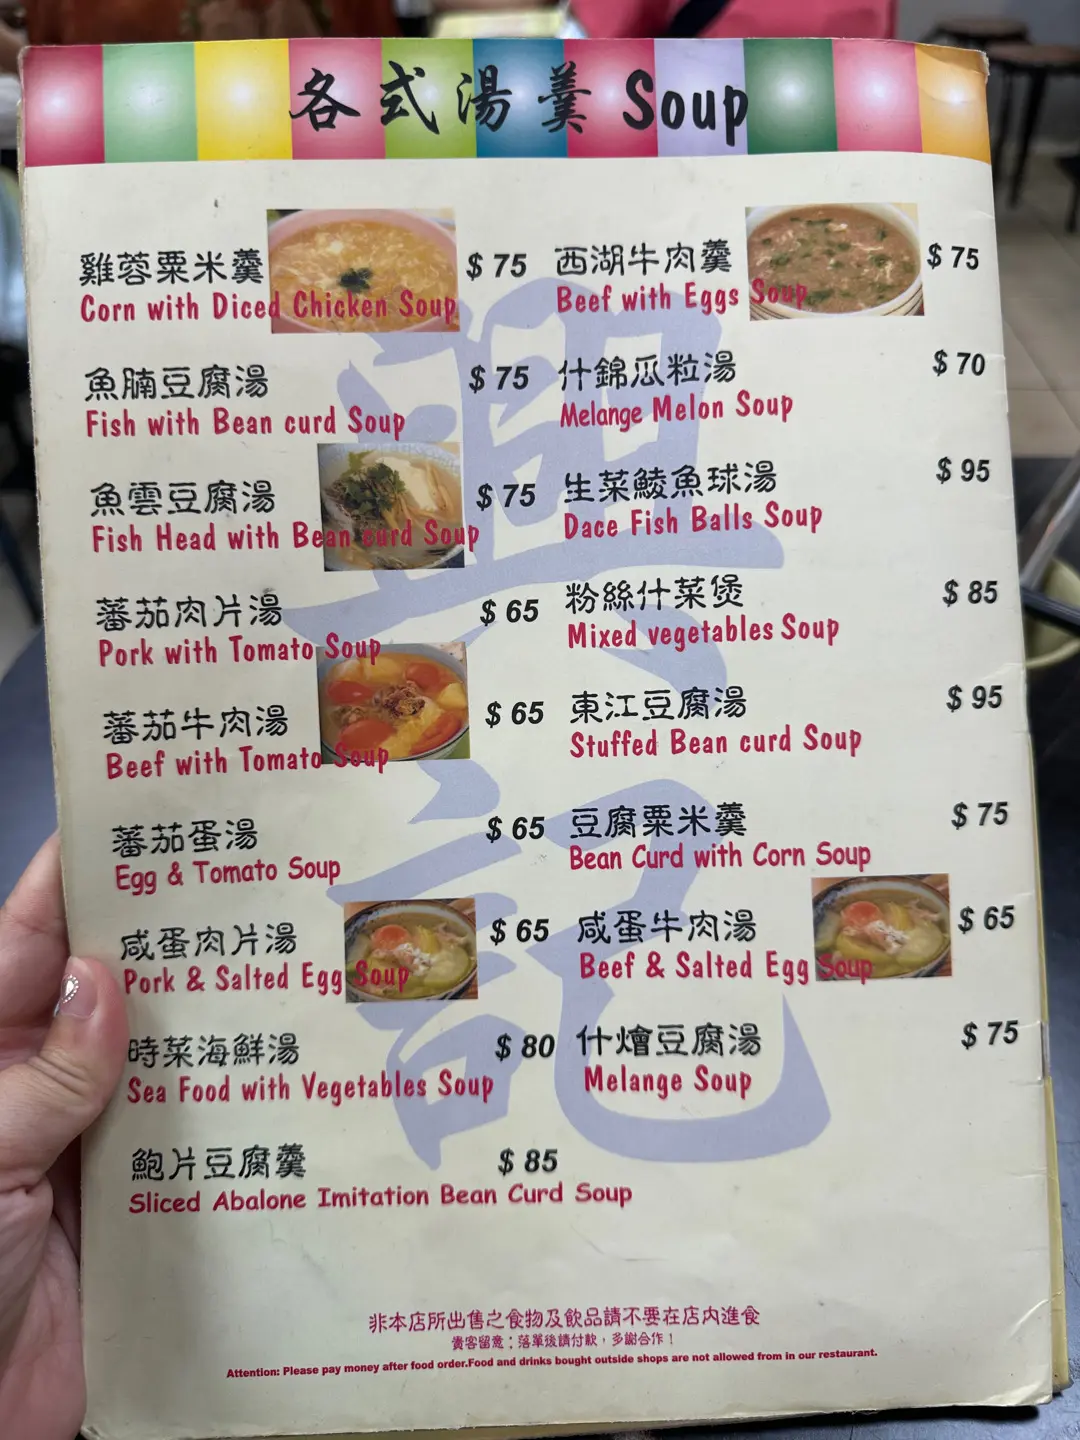 各式湯羹 Soup
雞蓉粟米羹 $ 75
Corn with Diced Chicken Soup
魚腩豆腐湯 $ 75
Fish with Bean curd Soup
魚雲豆腐湯 $ 75
Fish Head with Bean curd Soup
蕃茄肉片湯 $ 65
Pork with Tomato Soup
蕃茄牛肉湯 $ 65
Beef with Tomato Soup
蕃茄蛋湯 $ 65
Egg & Tomato Soup
咸蛋肉片湯 $ 65
Pork & Salted Egg Soup
時菜海鮮湯 $ 80
Sea Food with Vegetables Soup
鮑片豆腐羹 $ 85
Sliced Abalone Imitation Bean Curd Soup
西湖牛肉羹 $ 75
Beef with Eggs Soup
什錦瓜粒湯 $ 70
Melange Melon Soup
生菜鯪魚球湯 $ 95
Dace Fish Balls Soup
粉絲什菜煲 $ 85
Mixed vegetables Soup
東江豆腐湯 $ 95
Stuffed Bean curd Soup
豆腐粟米羹 $ 75
Bean Curd with Corn Soup
咸蛋牛肉湯 $ 65
Beef & Salted Egg Soup
什燴豆腐湯 $ 75
Melange Soup
興記
非本店所出售之食物及飲品請不要在店內進食
貴客留意：落單後請付款，多謝合作！
Attention: Please pay money after food order.Food and drinks bought outside shops are not allowed from in our restaurant.